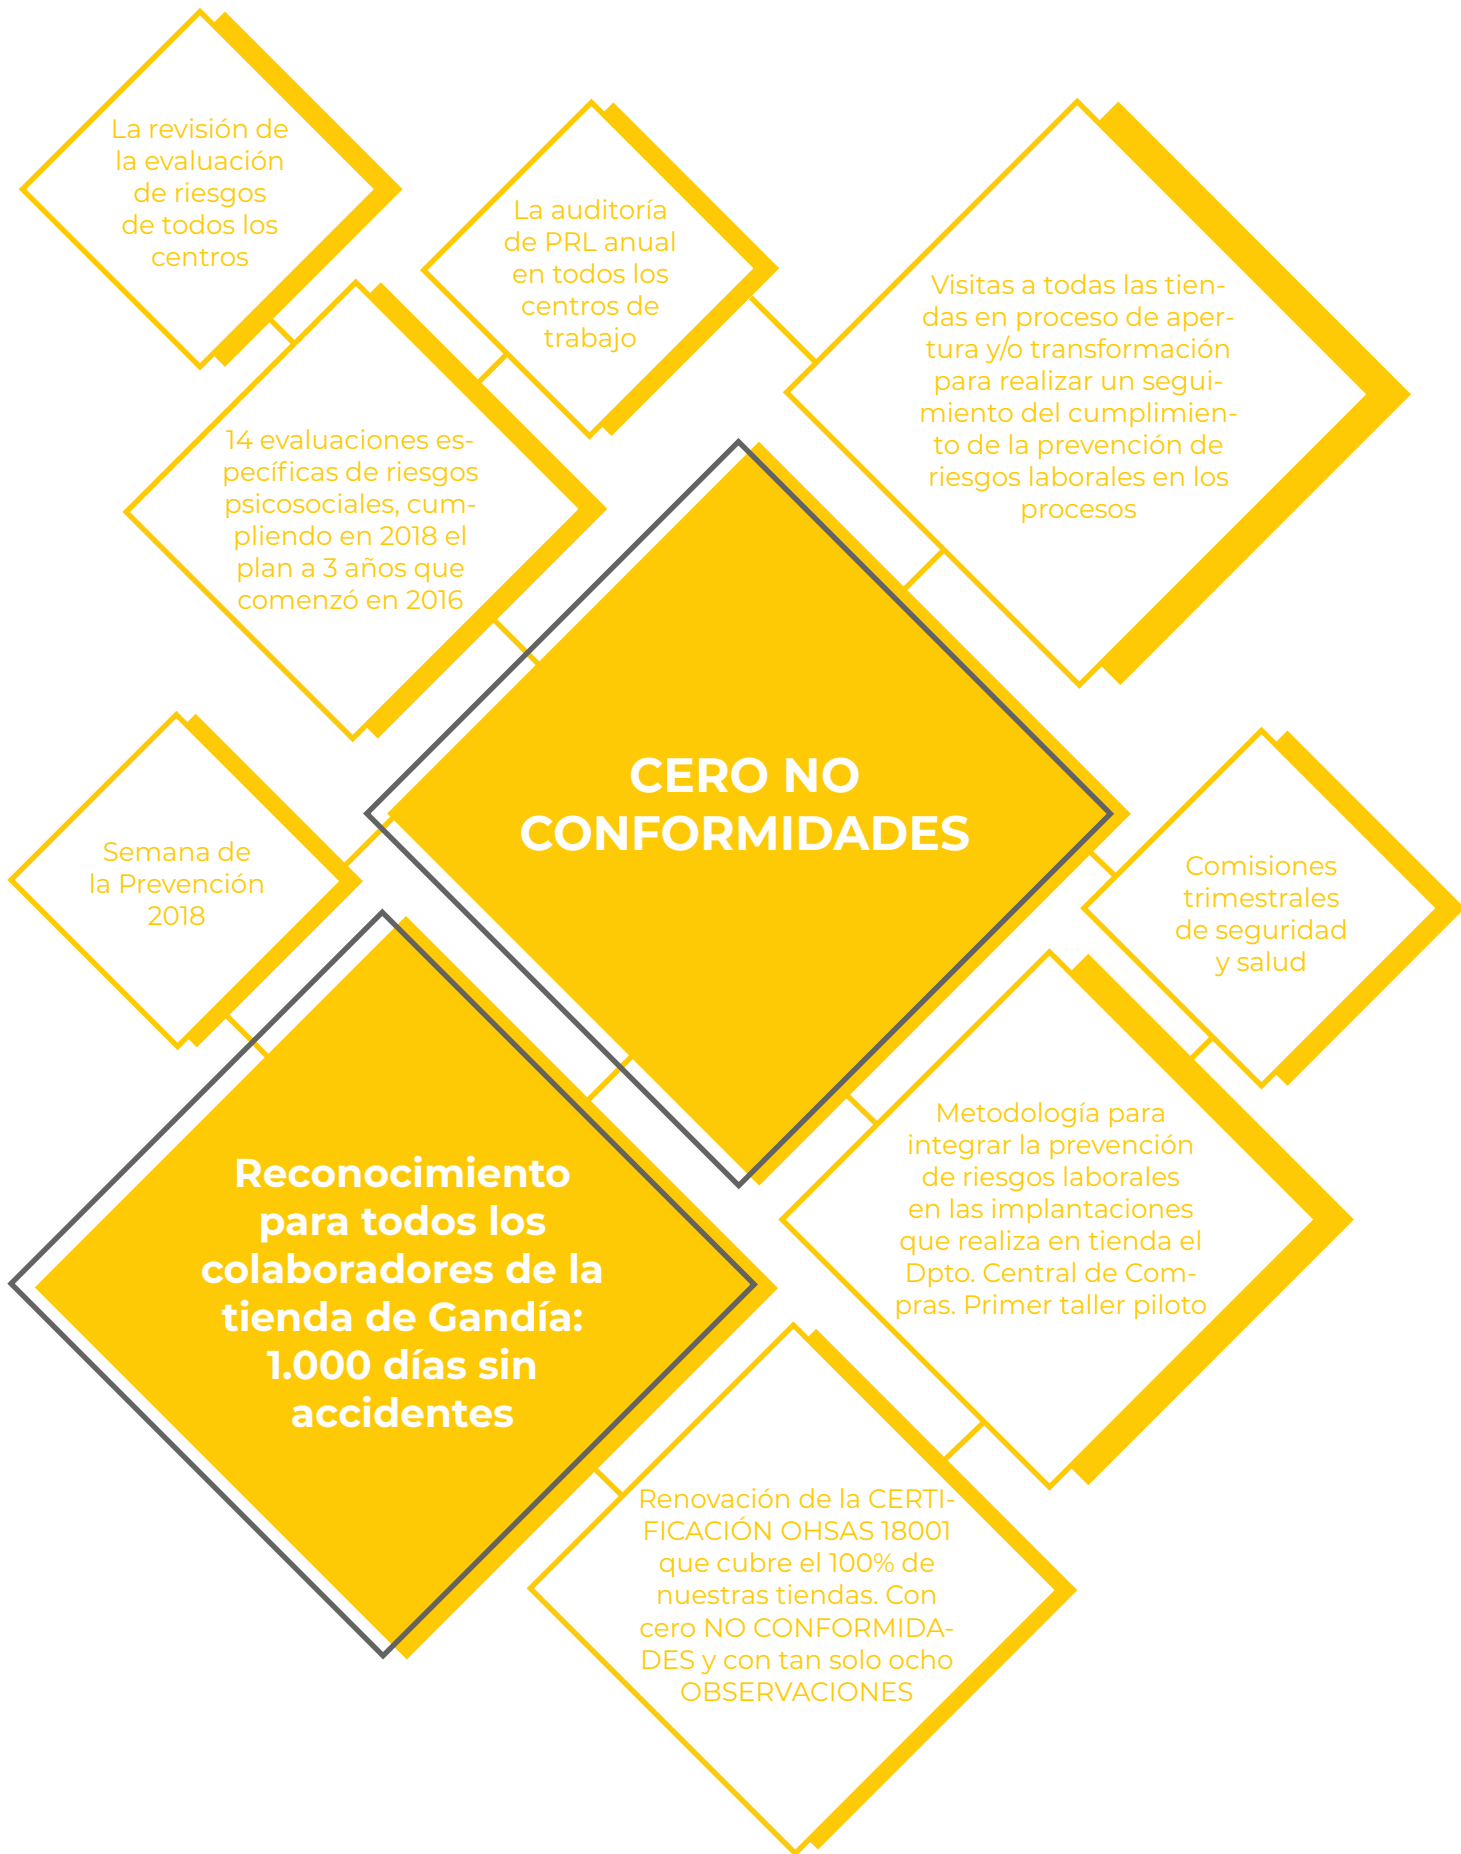 La revisión de
la evaluación
de riesgos
de todos los
centros
La auditoría
de PRL anual
en todos los
centros de
trabajo
Visitas a todas las tien-
das en proceso de aper-
tura y/o transformación
para realizar un segui-
miento del cumplimien-
to de la prevención de
riesgos laborales en los
procesos
14 evaluaciones es-
pecíficas de riesgos
psicosociales, cum-
pliendo en 2018 el
plan a 3 años que
comenzó en 2016
CERO NO
CONFORMIDADES
Semana de
la Prevención
2018
Comisiones
trimestrales
de seguridad
y salud
Reconocimiento
para todos los
colaboradores de la
tienda de Gandía:
1.000 días sin
accidentes
Metodología para
integrar la prevención
de riesgos laborales
en las implantaciones
que realiza en tienda el
Dpto. Central de Com-
pras. Primer taller piloto
Renovación de la CERTI-
FICACIÓN OHSAS 18001
que cubre el 100% de
nuestras tiendas. Con
cero NO CONFORMIDA-
DES y con tan solo ocho
OBSERVACIONES